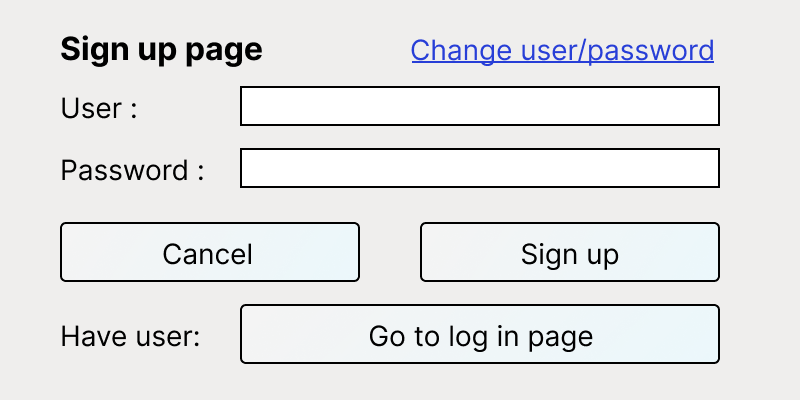 Sign up page Change user/password
User :
Password :
Cancel Sign up
Have user: Go to log in page